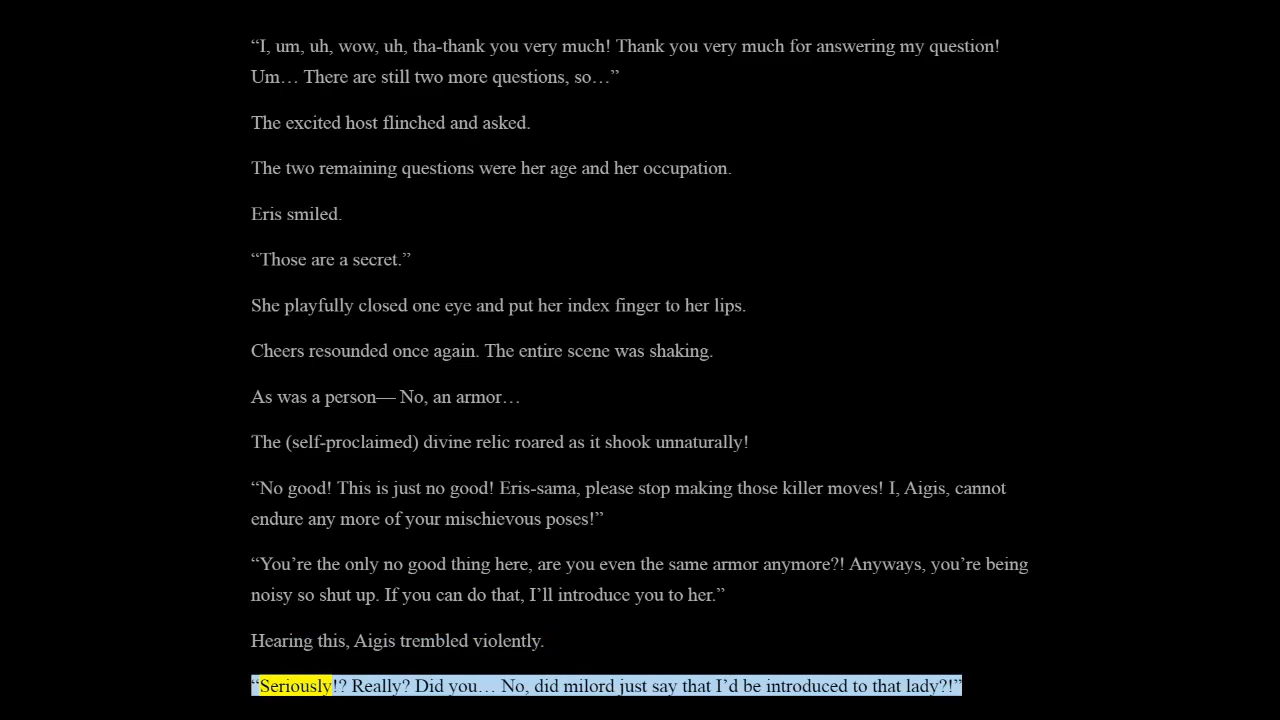 “I, um, uh, wow, uh, tha-thank you very much! Thank you very much for answering my question!
Um… There are still two more questions, so…”
The excited host flinched and asked.
The two remaining questions were her age and her occupation.
Eris smiled.
“Those are a secret.”
She playfully closed one eye and put her index finger to her lips.
Cheers resounded once again. The entire scene was shaking.
As was a person— No, an armor…
The (self-proclaimed) divine relic roared as it shook unnaturally!
“No good! This is just no good! Eris-sama, please stop making those killer moves! I, Aigis, cannot
endure any more of your mischievous poses!”
“You’re the only no good thing here, are you even the same armor anymore?! Anyways, you’re being
noisy so shut up. If you can do that, I’ll introduce you to her.”
Hearing this, Aigis trembled violently.
“Seriously!? Really? Did you… No, did milord just say that I’d be introduced to that lady?!”